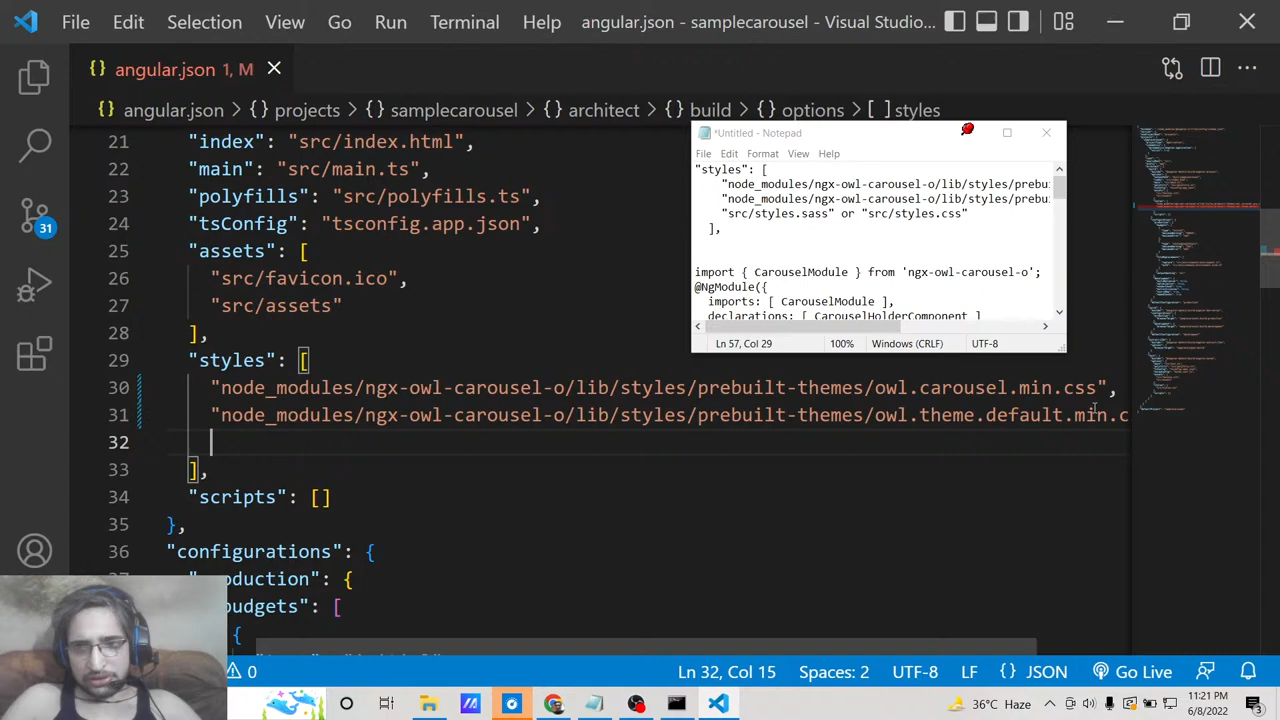 File Edit Selection View Go Run Terminal Help angular.json - samplecarousel - Visual Studio...
{} angular.json 1, M
{} angular.json > {} projects > {} samplecarousel > {} architect > {} build > {} options > [ ] styles
21 "index": "src/index.html"
22 "main": "src/main.ts",
23 "polyfills": "src/polyfills.ts",
24 "tsConfig": "tsconfig.app.json",
25 "assets": [
26 "src/favicon.ico",
27 "src/assets"
28 ],
29 "styles": [
30 "node_modules/ngx-owl-carousel-o/lib/styles/prebuilt-themes/owl.carousel.min.css",
31 "node_modules/ngx-owl-carousel-o/lib/styles/prebuilt-themes/owl.theme.default.min.c
32
33 ],
34 "scripts": []
35 },
36 "configurations": {
"production": {
budgets": [
{
*Untitled - Notepad
File Edit Format View Help
"styles": [
"node_modules/ngx-owl-carousel-o/lib/styles/prebui
"node_modules/ngx-owl-carousel-o/lib/styles/prebui
"src/styles.sass" or "src/styles.css"
],
import { CarouselModule } from 'ngx-owl-carousel-o';
@NgModule({
imports: [ CarouselModule ],
declarations: [ CarouselHolderComponent ]
Ln 57, Col 29 100% Windows (CRLF) UTF-8
31
0 Ln 32, Col 15 Spaces: 2 UTF-8 LF {} JSON Go Live
36°C Haze 11:21 PM
6/8/2022
3